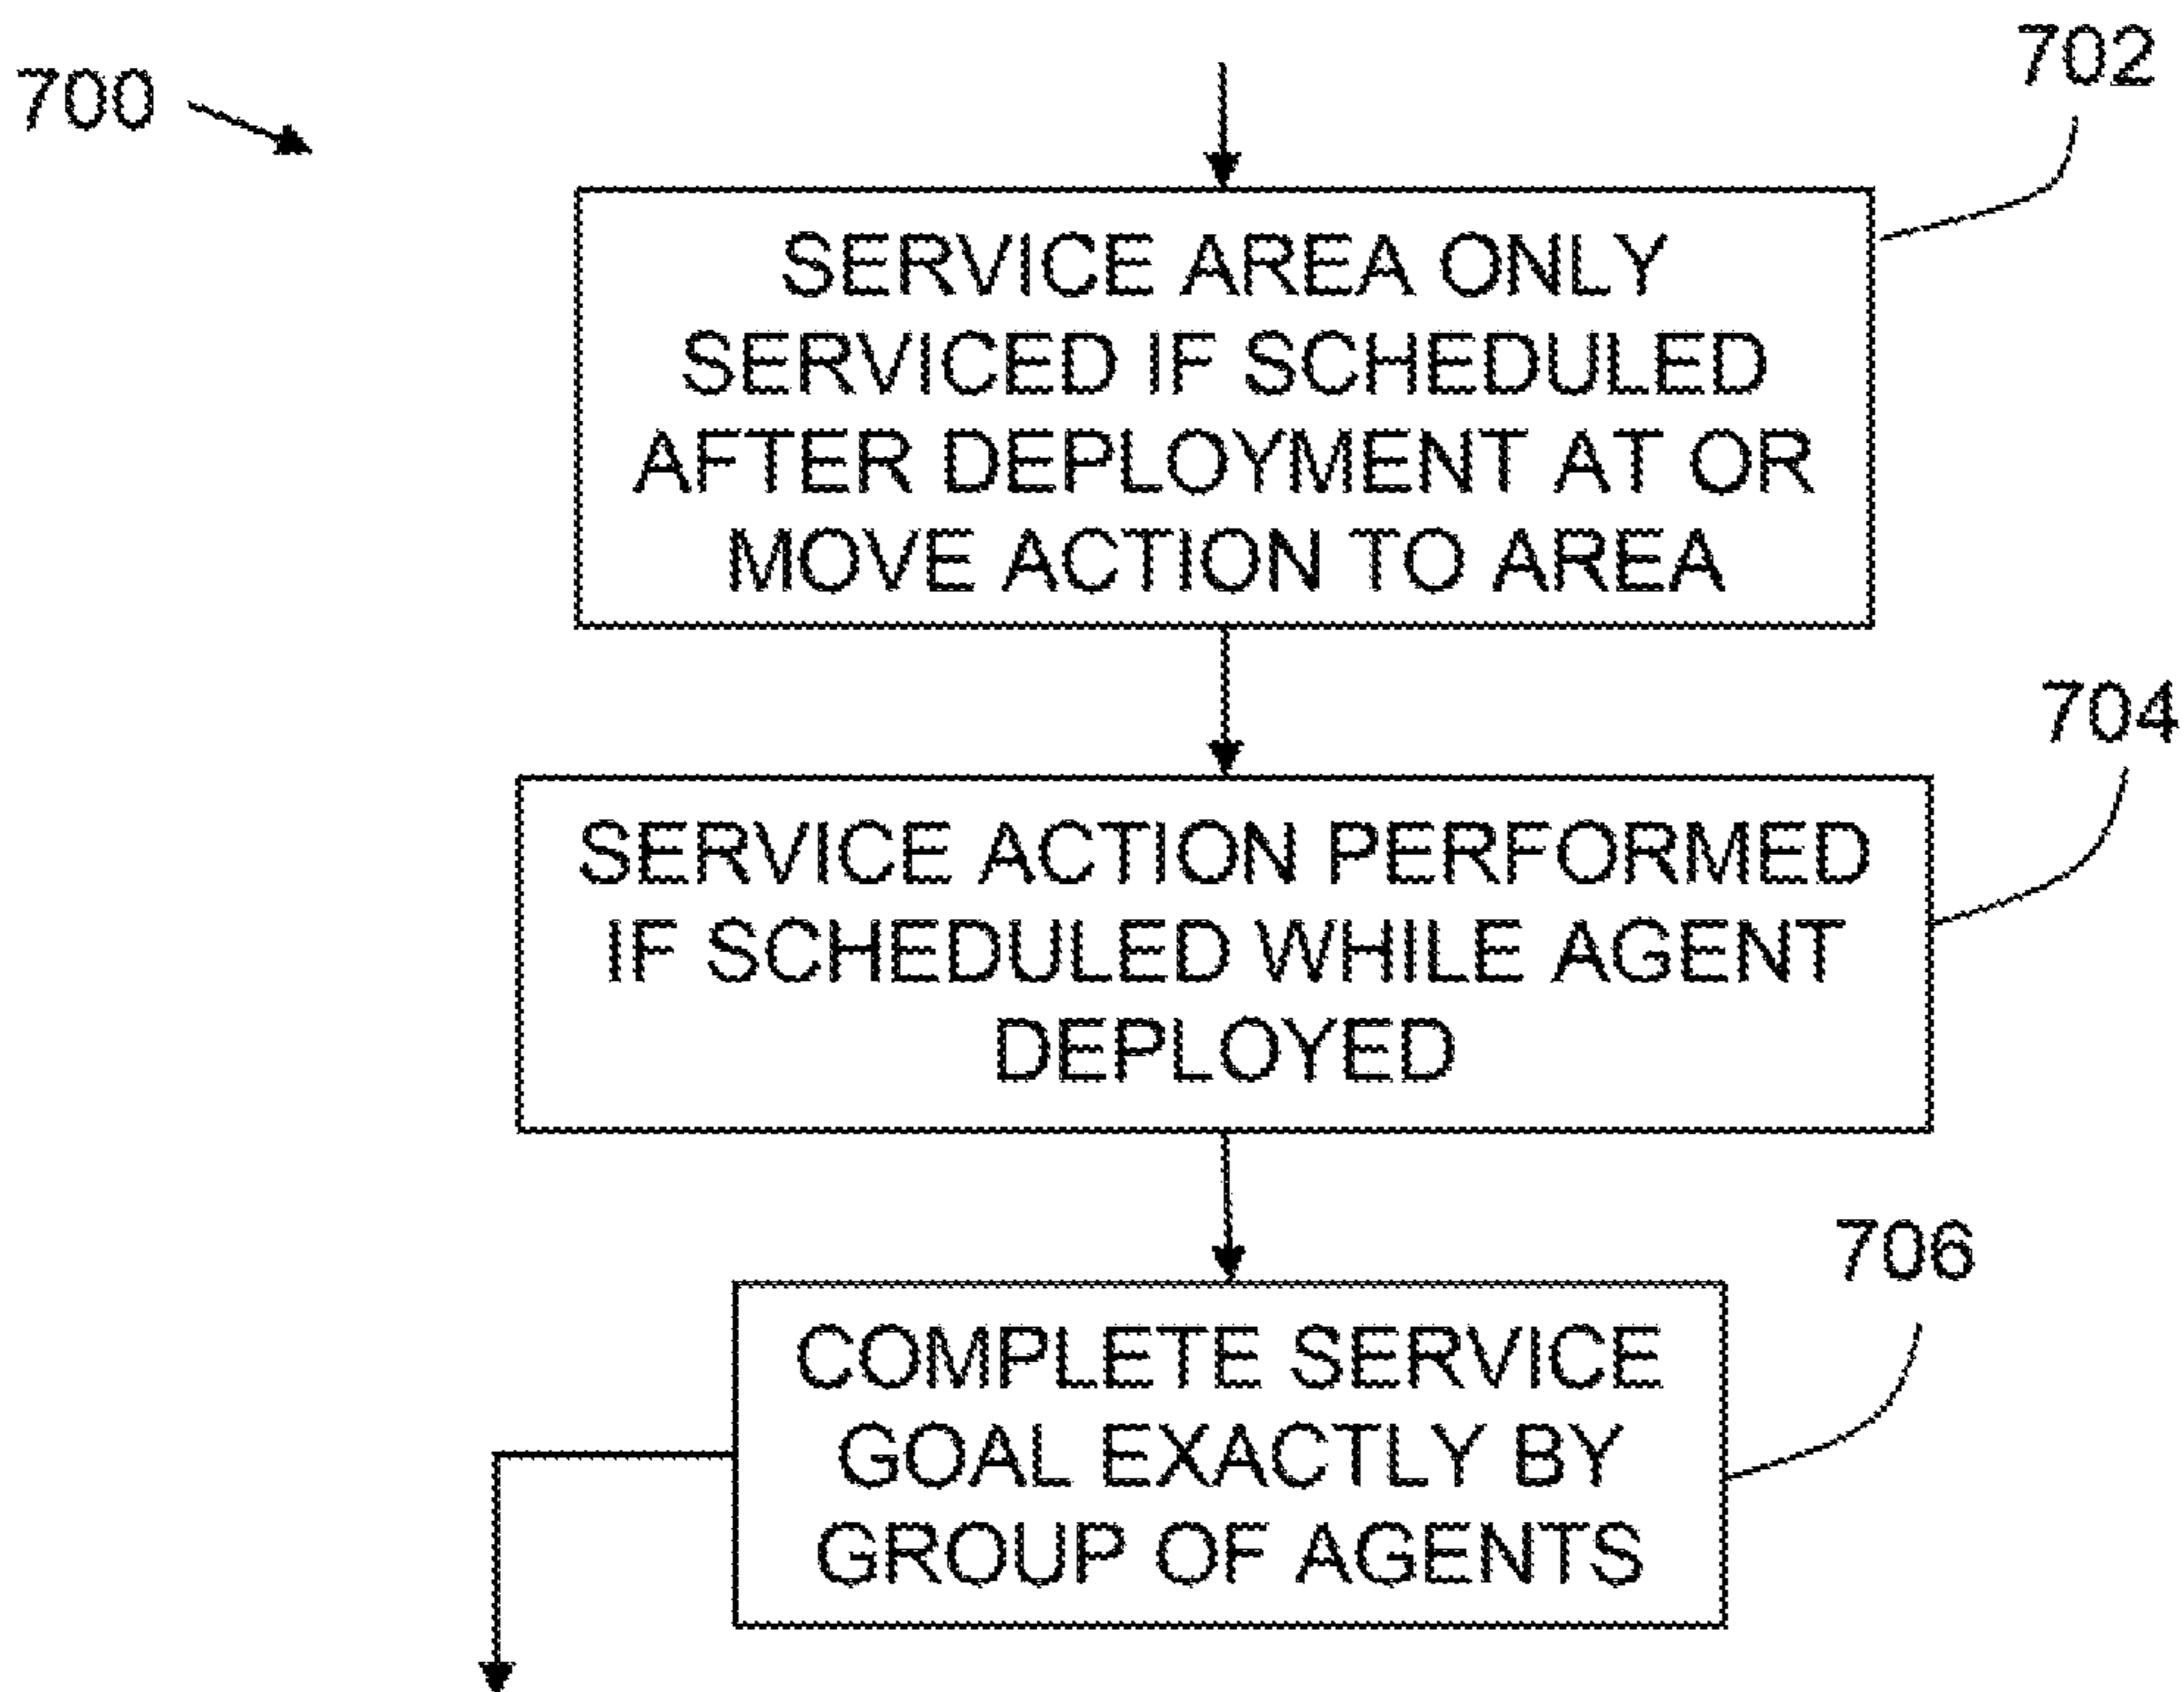 700
702
SERVICE AREA ONLY
SERVICED IF SCHEDULED
AFTER DEPLOYMENT AT OR
MOVE ACTION TO AREA
704
SERVICE ACTION PERFORMED
IF SCHEDULED WHILE AGENT
DEPLOYED
706
COMPLETE SERVICE
GOAL EXACTLY BY
GROUP OF AGENTS